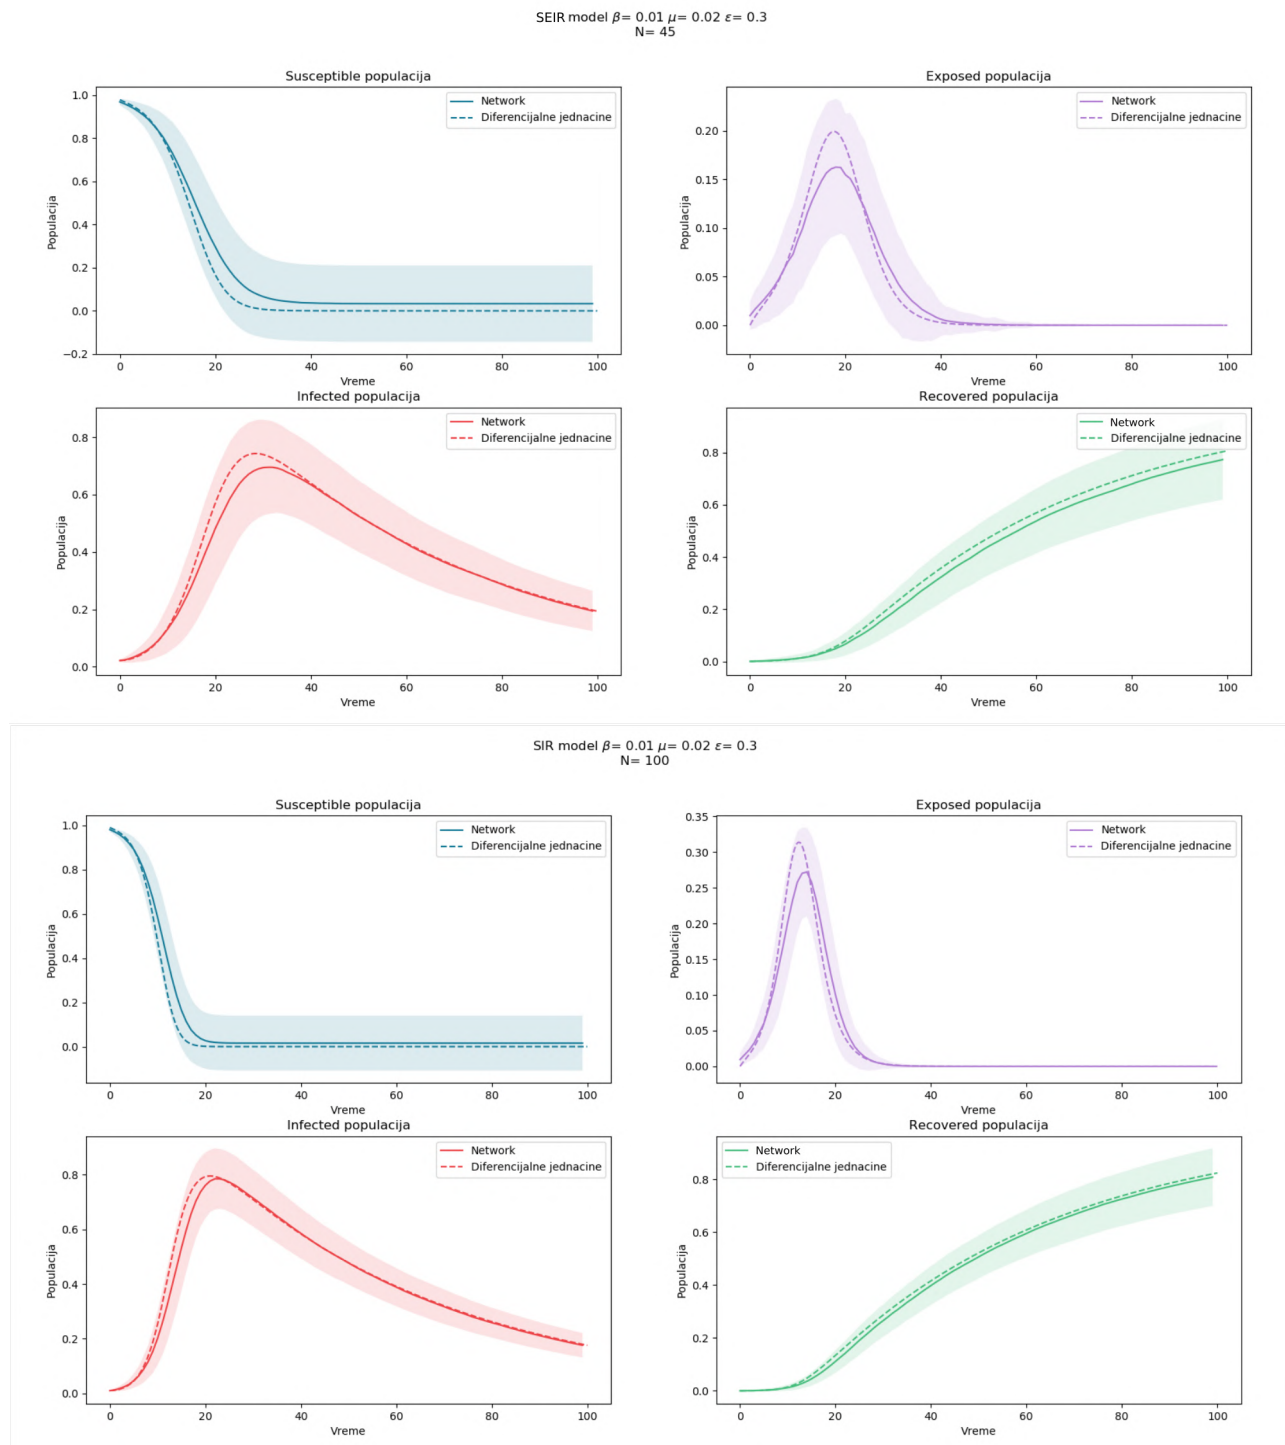 SEIR model β= 0.01 μ= 0.02 ε= 0.3
N= 45
Susceptible populacija
Populacija
1.0
0.8
0.6
0.4
0.2
0.0
−0.2
0 20 40 60 80 100
Vreme
Network
Diferencijalne jednacine
Exposed populacija
Populacija
0.20
0.15
0.10
0.05
0.00
0 20 40 60 80 100
Vreme
Network
Diferencijalne jednacine
Infected populacija
Populacija
0.8
0.6
0.4
0.2
0.0
0 20 40 60 80 100
Vreme
Network
Diferencijalne jednacine
Recovered populacija
Populacija
0.8
0.6
0.4
0.2
0.0
0 20 40 60 80 100
Vreme
Network
Diferencijalne jednacine
SIR model β= 0.01 μ= 0.02 ε= 0.3
N= 100
Susceptible populacija
Populacija
1.0
0.8
0.6
0.4
0.2
0.0
0 20 40 60 80 100
Vreme
Network
Diferencijalne jednacine
Exposed populacija
Populacija
0.35
0.30
0.25
0.20
0.15
0.10
0.05
0.00
0 20 40 60 80 100
Vreme
Network
Diferencijalne jednacine
Infected populacija
Populacija
0.8
0.6
0.4
0.2
0.0
0 20 40 60 80 100
Vreme
Network
Diferencijalne jednacine
Recovered populacija
Populacija
0.8
0.6
0.4
0.2
0.0
0 20 40 60 80 100
Vreme
Network
Diferencijalne jednacine